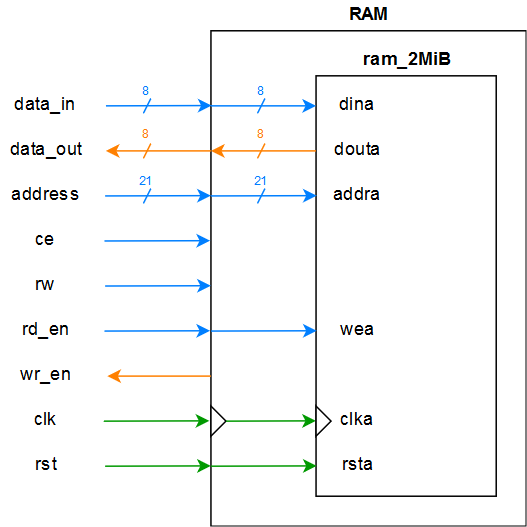 RAM
ram_2MiB
data_in 8 8 dina
data_out 8 8 douta
address 21 21 addra
ce
rw
rd_en wea
wr_en
clk clka
rst rsta